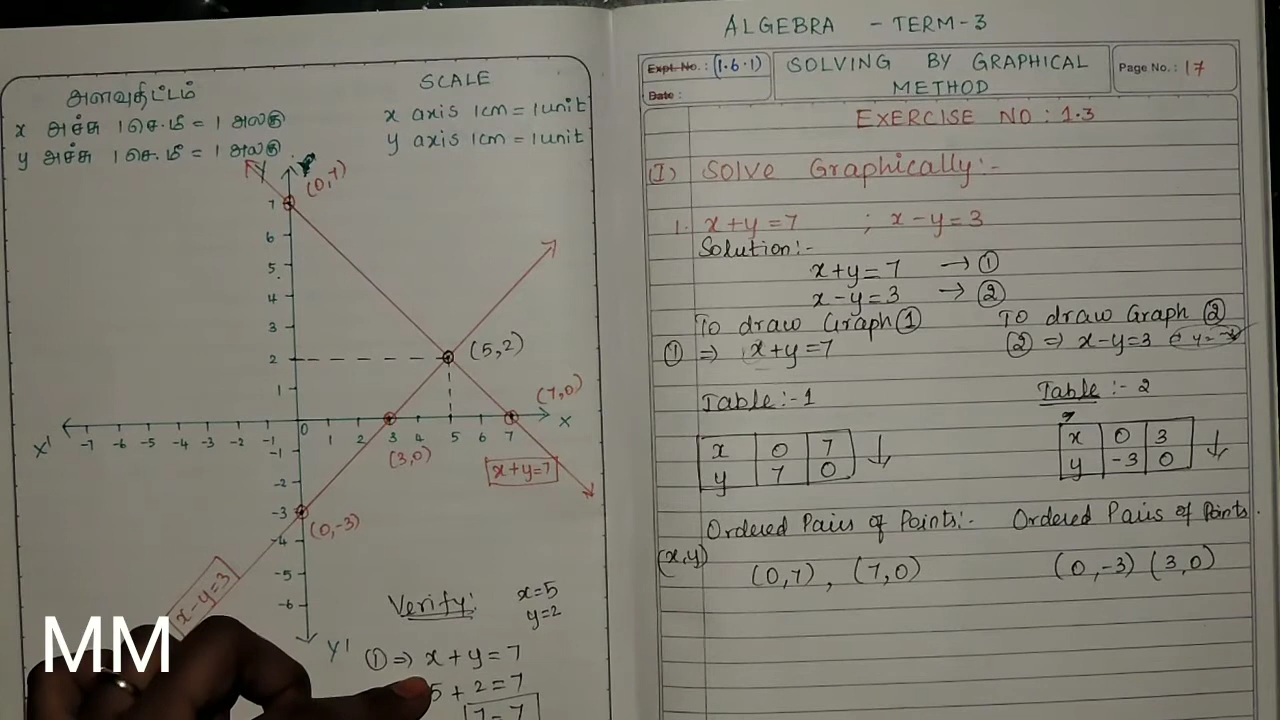 அளவுதிட்டம்
x அச்சு 1செ.மீ = 1 அலகு
y அச்சு 1செ.மீ = 1 அலகு
SCALE
x axis 1cm = 1unit
y axis 1cm = 1unit
Y
(0,7)
7
6
5
4
3
2
1
(5,2)
(7,0)
X' -7 -6 -5 -4 -3 -2 -1 0 1 2 3 4 5 6 7 X
(3,0)
x+y=7
-1
-2
-3
(0,-3)
-4
-5
-6
x-y=3
Y'
Verify:
x=5
y=2
① ⇒ x + y = 7
5 + 2 = 7
7 = 7
MM
ALGEBRA - TERM-3
Expt. No. : (1.6.1)
Date :
SOLVING BY GRAPHICAL
METHOD
Page No. : 17
EXERCISE NO : 1.3
(I) Solve Graphically:-
1. x+y=7 ; x-y=3
Solution:-
x+y=7 → ①
x-y=3 → ②
TO draw Graph ① TO draw Graph ②
① ⇒ x+y=7 ② ⇒ x-y=3
Table:-1 Table:-2
x 0 7
y 7 0
x 0 3
y -3 0
Ordered Pairs of Points:- Ordered Pairs of Points.
(x,y) (0,7), (7,0) (0,-3) (3,0)